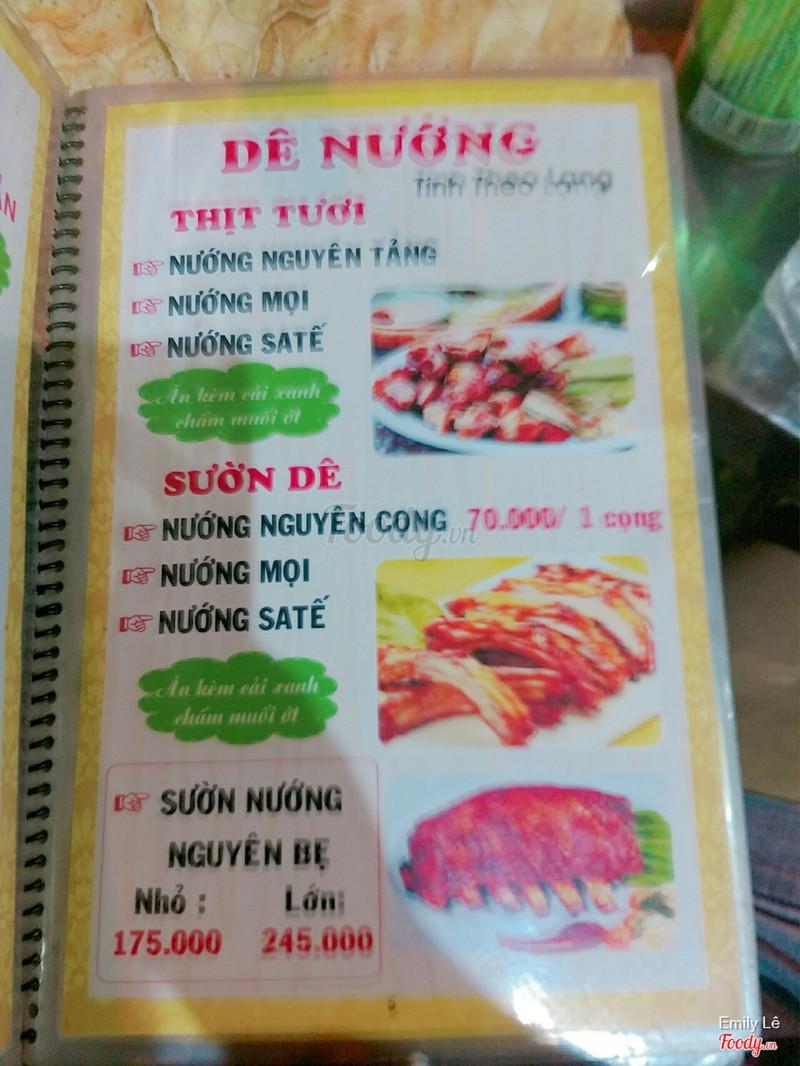 DÊ NƯỚNG
Tính Theo Lạng
THỊT TƯƠI
NƯỚNG NGUYÊN TẢNG
NƯỚNG MỌI
NƯỚNG SATẾ
Ăn kèm cải xanh
chấm muối ớt
SƯỜN DÊ
NƯỚNG NGUYÊN CỌNG 70.000/ 1 cọng
NƯỚNG MỌI
NƯỚNG SATẾ
Ăn kèm cải xanh
chấm muối ớt
SƯỜN NƯỚNG
NGUYÊN BẸ
Nhỏ : Lớn:
175.000 245.000
Foody.vn
Emily Lê
Foody.vn